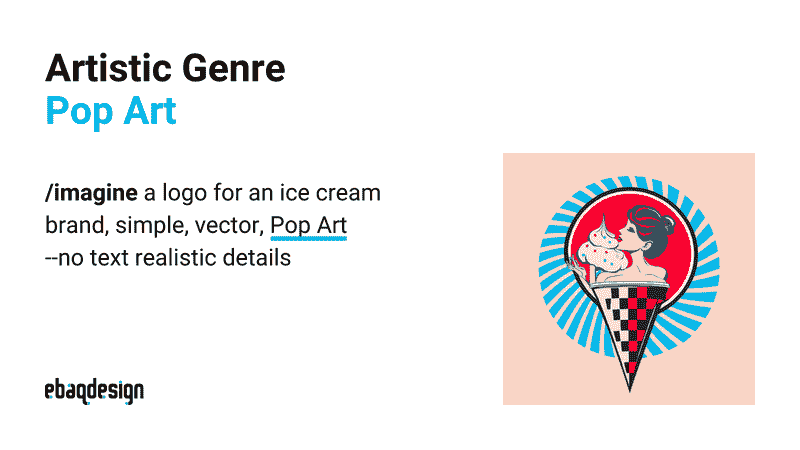 Artistic Genre
Pop Art
/imagine a logo for an ice cream
brand, simple, vector, Pop Art
--no text realistic details
ebaqdesign